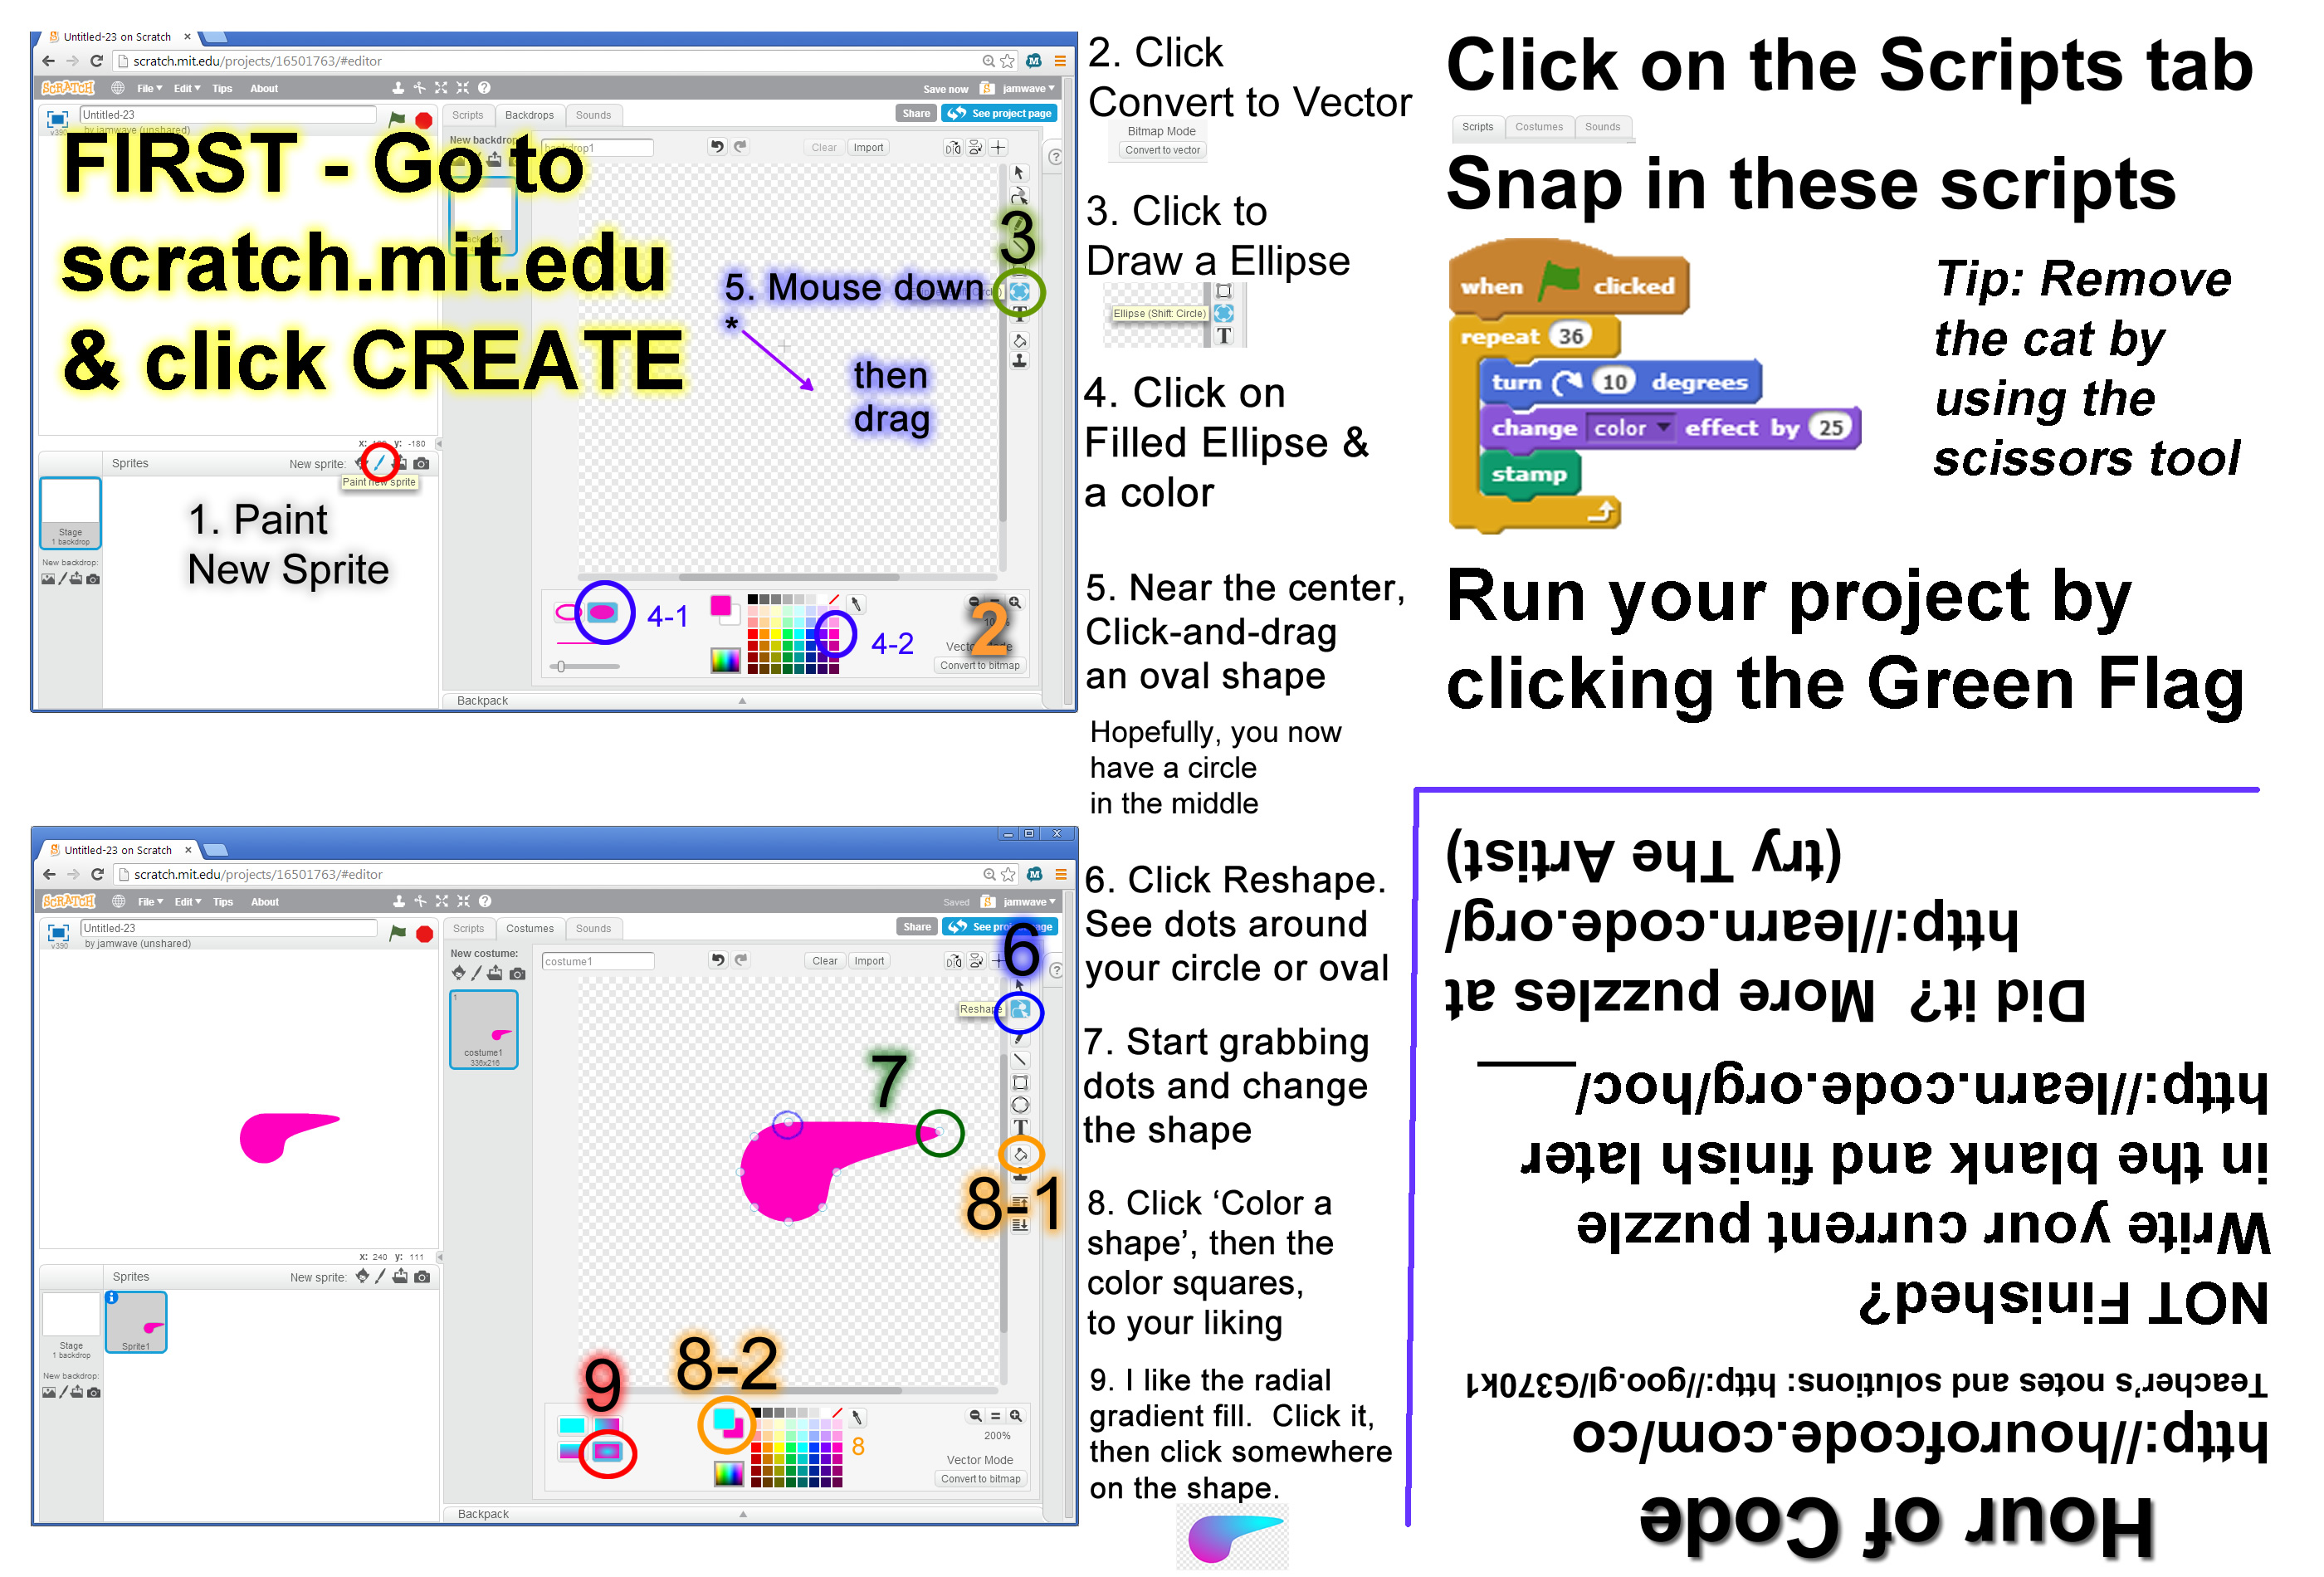 Untitled-23 on Scratch
scratch.mit.edu/projects/16501763/#editor
SCRATCH File Edit Tips About Save now jamwave
Untitled-23
by jamwave (unshared)
v390
Scripts Backdrops Sounds Share See project page
New backdrop
backdrop1
Clear Import
FIRST - Go to
scratch.mit.edu
& click CREATE
3
5. Mouse down
*
then
drag
T
-180
Sprites New sprite:
Paint new sprite
1. Paint
New Sprite
Stage
1 backdrop
New backdrop:
4-1
4-2
2
Convert to bitmap
Backpack
2. Click
Convert to Vector
Bitmap Mode
Convert to vector
3. Click to
Draw a Ellipse
Ellipse (Shift: Circle)
T
4. Click on
Filled Ellipse &
a color
5. Near the center,
Click-and-drag
an oval shape
Hopefully, you now
have a circle
in the middle
Click on the Scripts tab
Scripts Costumes Sounds
Snap in these scripts
when clicked
repeat 36
turn 10 degrees
change color effect by 25
stamp
Tip: Remove
the cat by
using the
scissors tool
Run your project by
clicking the Green Flag
Untitled-23 on Scratch
scratch.mit.edu/projects/16501763/#editor
SCRATCH File Edit Tips About Saved jamwave
Untitled-23
by jamwave (unshared)
v390
Scripts Costumes Sounds Share See project page
New costume:
costume1
Clear Import
1
costume1
336x216
6
Reshape
7
T
8-1
X: 240 y: 111
Sprites New sprite:
Stage
1 backdrop
Sprite1
New backdrop:
9
8-2
8
200%
Vector Mode
Convert to bitmap
Backpack
6. Click Reshape.
See dots around
your circle or oval
7. Start grabbing
dots and change
the shape
8. Click ‘Color a
shape’, then the
color squares,
to your liking
9. I like the radial
gradient fill. Click it,
then click somewhere
on the shape.
Hour of Code
http://hourofcode.com/co
Teacher’s notes and solutions: http://goo.gl/G370k1
NOT Finished?
Write your current puzzle
in the blank and finish later
http://learn.code.org/hoc/____
Did it? More puzzles at
http://learn.code.org/
(try The Artist)